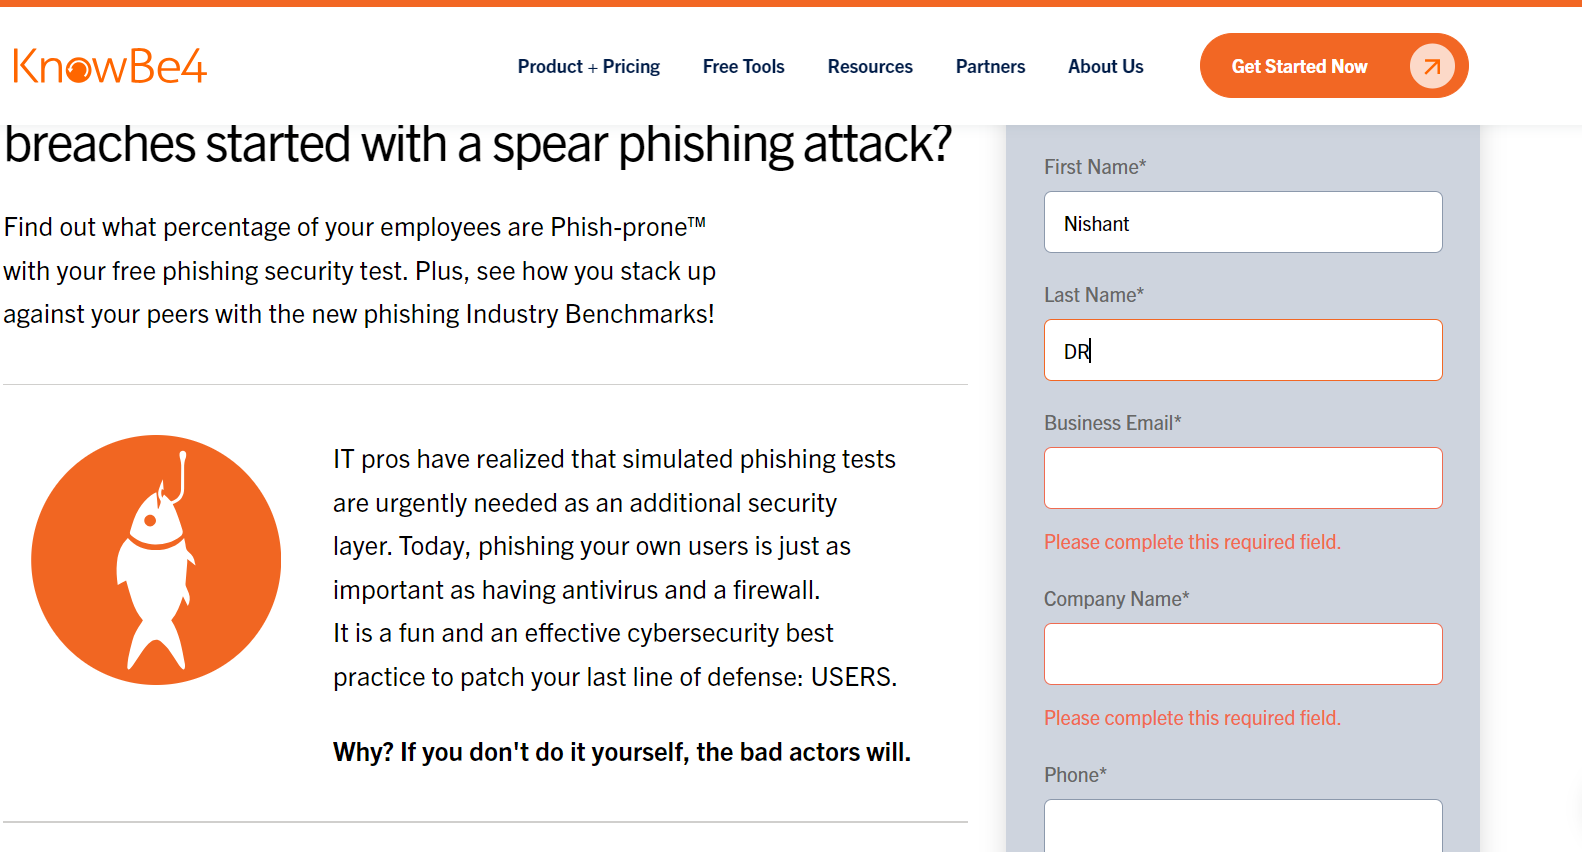 KnowBe4
Product + Pricing
Free Tools
Resources
Partners
About Us
Get Started Now
breaches started with a spear phishing attack?
Find out what percentage of your employees are Phish-prone™
with your free phishing security test. Plus, see how you stack up
against your peers with the new phishing Industry Benchmarks!
IT pros have realized that simulated phishing tests
are urgently needed as an additional security
layer. Today, phishing your own users is just as
important as having antivirus and a firewall.
It is a fun and an effective cybersecurity best
practice to patch your last line of defense: USERS.
Why? If you don't do it yourself, the bad actors will.
First Name*
Nishant
Last Name*
DR
Business Email*
Please complete this required field.
Company Name*
Please complete this required field.
Phone*